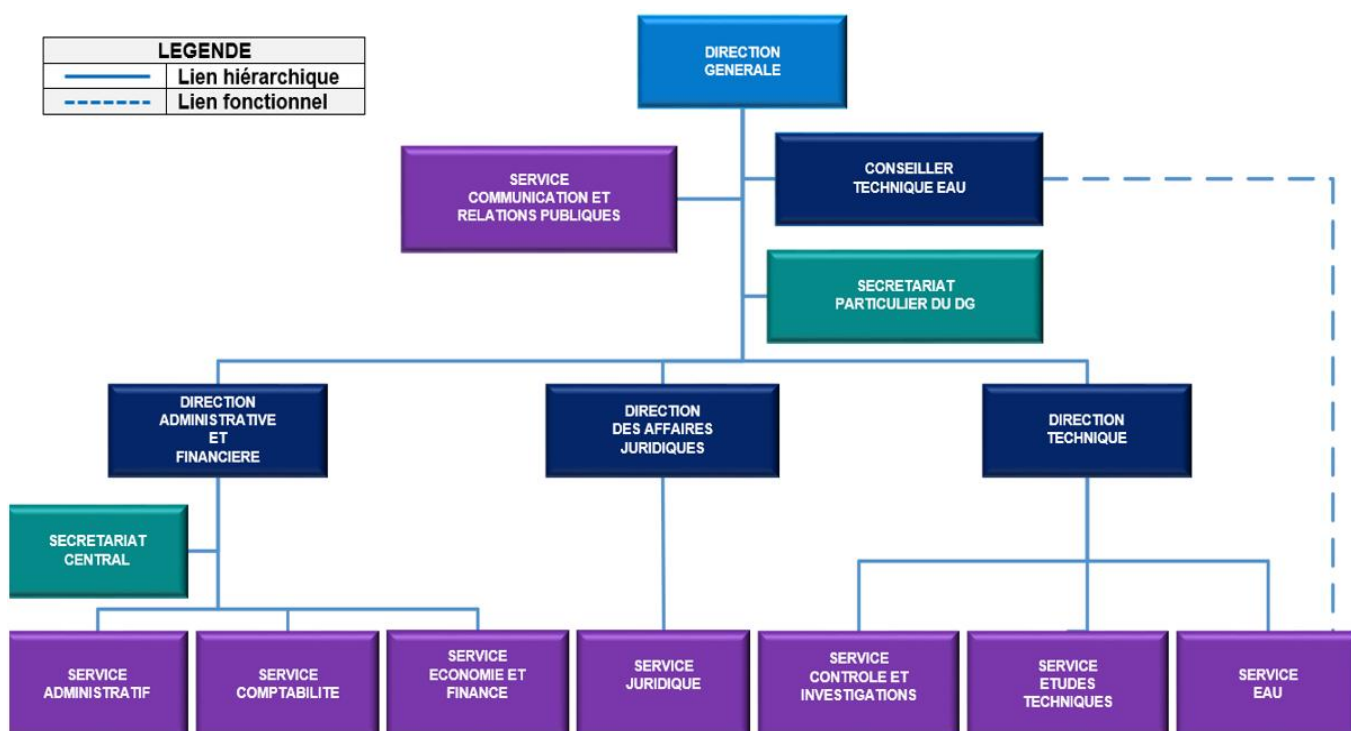 LEGENDE
Lien hiérarchique
Lien fonctionnel
DIRECTION
GENERALE
SERVICE
COMMUNICATION ET
RELATIONS PUBLIQUES
CONSEILLER
TECHNIQUE EAU
SECRETARIAT
PARTICULIER DU DG
DIRECTION
ADMINISTRATIVE
ET
FINANCIERE
DIRECTION
DES AFFAIRES
JURIDIQUES
DIRECTION
TECHNIQUE
SECRETARIAT
CENTRAL
SERVICE
ADMINISTRATIF
SERVICE
COMPTABILITE
SERVICE
ECONOMIE ET
FINANCE
SERVICE
JURIDIQUE
SERVICE
CONTROLE ET
INVESTIGATIONS
SERVICE
ETUDES
TECHNIQUES
SERVICE
EAU